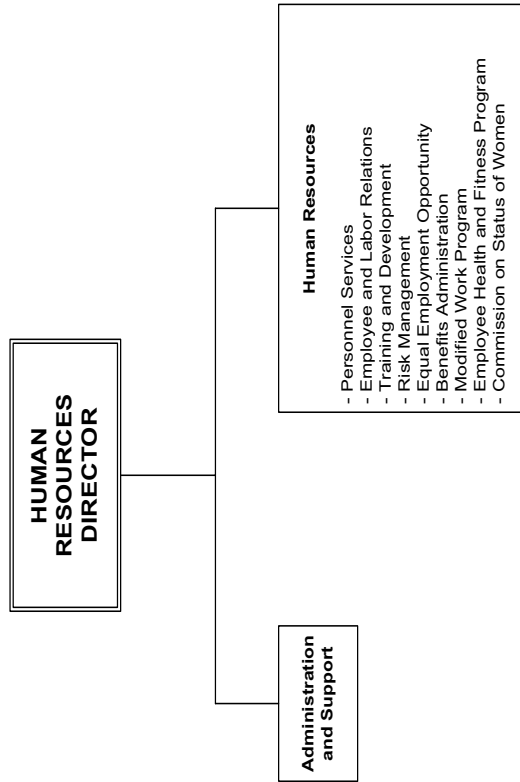 HUMAN
RESOURCES
DIRECTOR
Administration
and Support
Human Resources
- Personnel Services
- Employee and Labor Relations
- Training and Development
- Risk Management
- Equal Employment Opportunity
- Benefits Administration
- Modified Work Program
- Employee Health and Fitness Program
- Commission on Status of Women